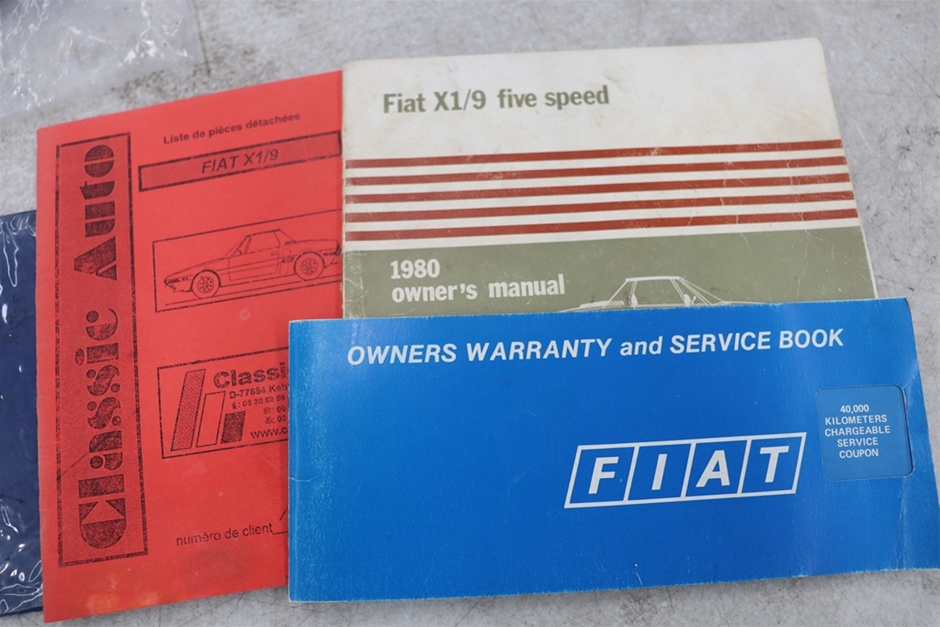 Classic Auto
Liste de pièces détachées
FIAT X1/9
Classi
D-77694 Keh
numéro de client
Fiat X1/9 five speed
1980
owner's manual
OWNERS WARRANTY and SERVICE BOOK
40,000
KILOMETERS
CHARGEABLE
SERVICE
COUPON
FIAT